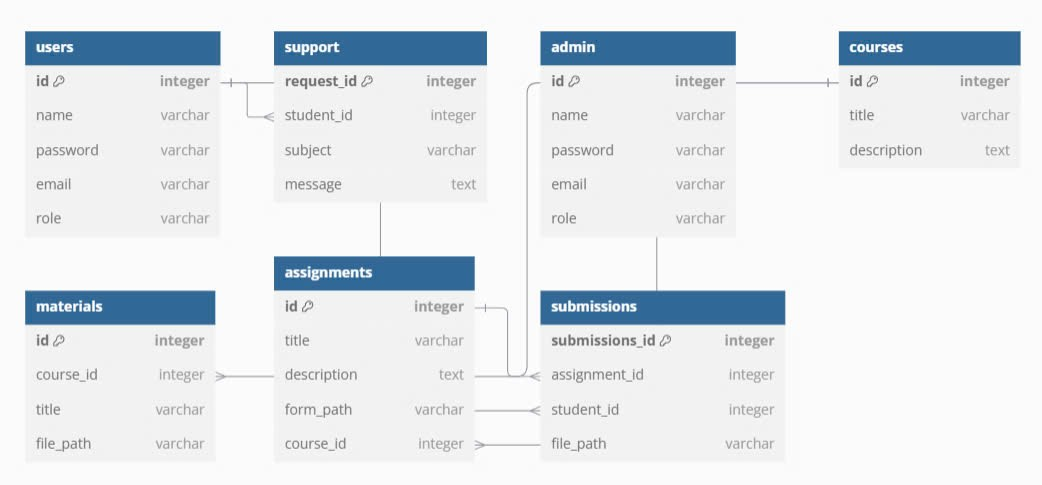 users
id integer
name varchar
password varchar
email varchar
role varchar
support
request_id integer
student_id integer
subject varchar
message text
admin
id integer
name varchar
password varchar
email varchar
role varchar
courses
id integer
title varchar
description text
materials
id integer
course_id integer
title varchar
file_path varchar
assignments
id integer
title varchar
description text
form_path varchar
course_id integer
submissions
submissions_id integer
assignment_id integer
student_id integer
file_path varchar